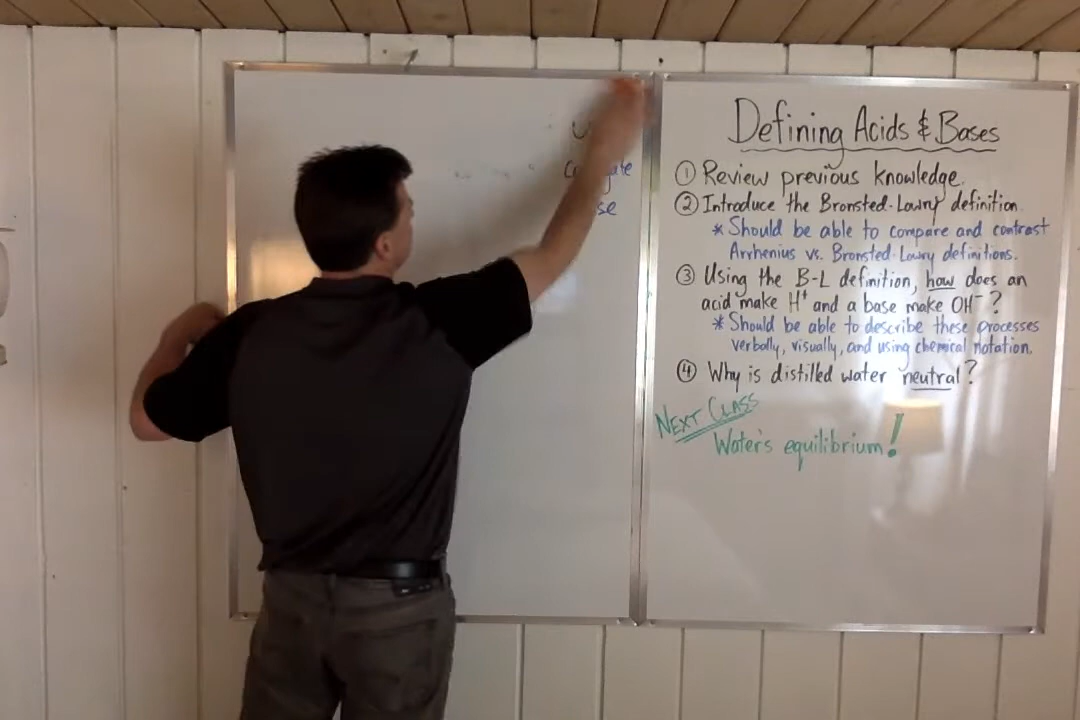 Defining Acids & Bases
① Review previous knowledge.
② Introduce the Bronsted-Lowry definition.
* Should be able to compare and contrast
Arrhenius vs. Bronsted-Lowry definitions.
③ Using the B-L definition, how does an
acid make H⁺ and a base make OH⁻?
* Should be able to describe these processes
verbally, visually, and using chemical notation.
④ Why is distilled water neutral?
NEXT CLASS
Water's equilibrium!